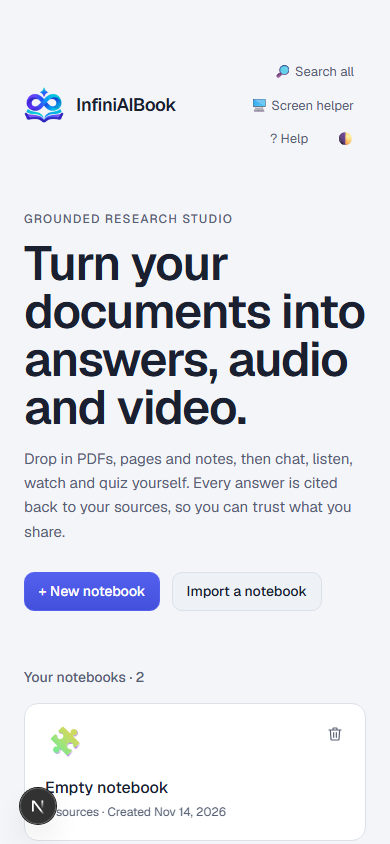 InfiniAIBook
Search all
Screen helper
? Help
GROUNDED RESEARCH STUDIO
Turn your
documents into
answers, audio
and video.
Drop in PDFs, pages and notes, then chat, listen,
watch and quiz yourself. Every answer is cited
back to your sources, so you can trust what you
share.
+ New notebook
Import a notebook
Your notebooks · 2
Empty notebook
sources · Created Nov 14, 2026
N